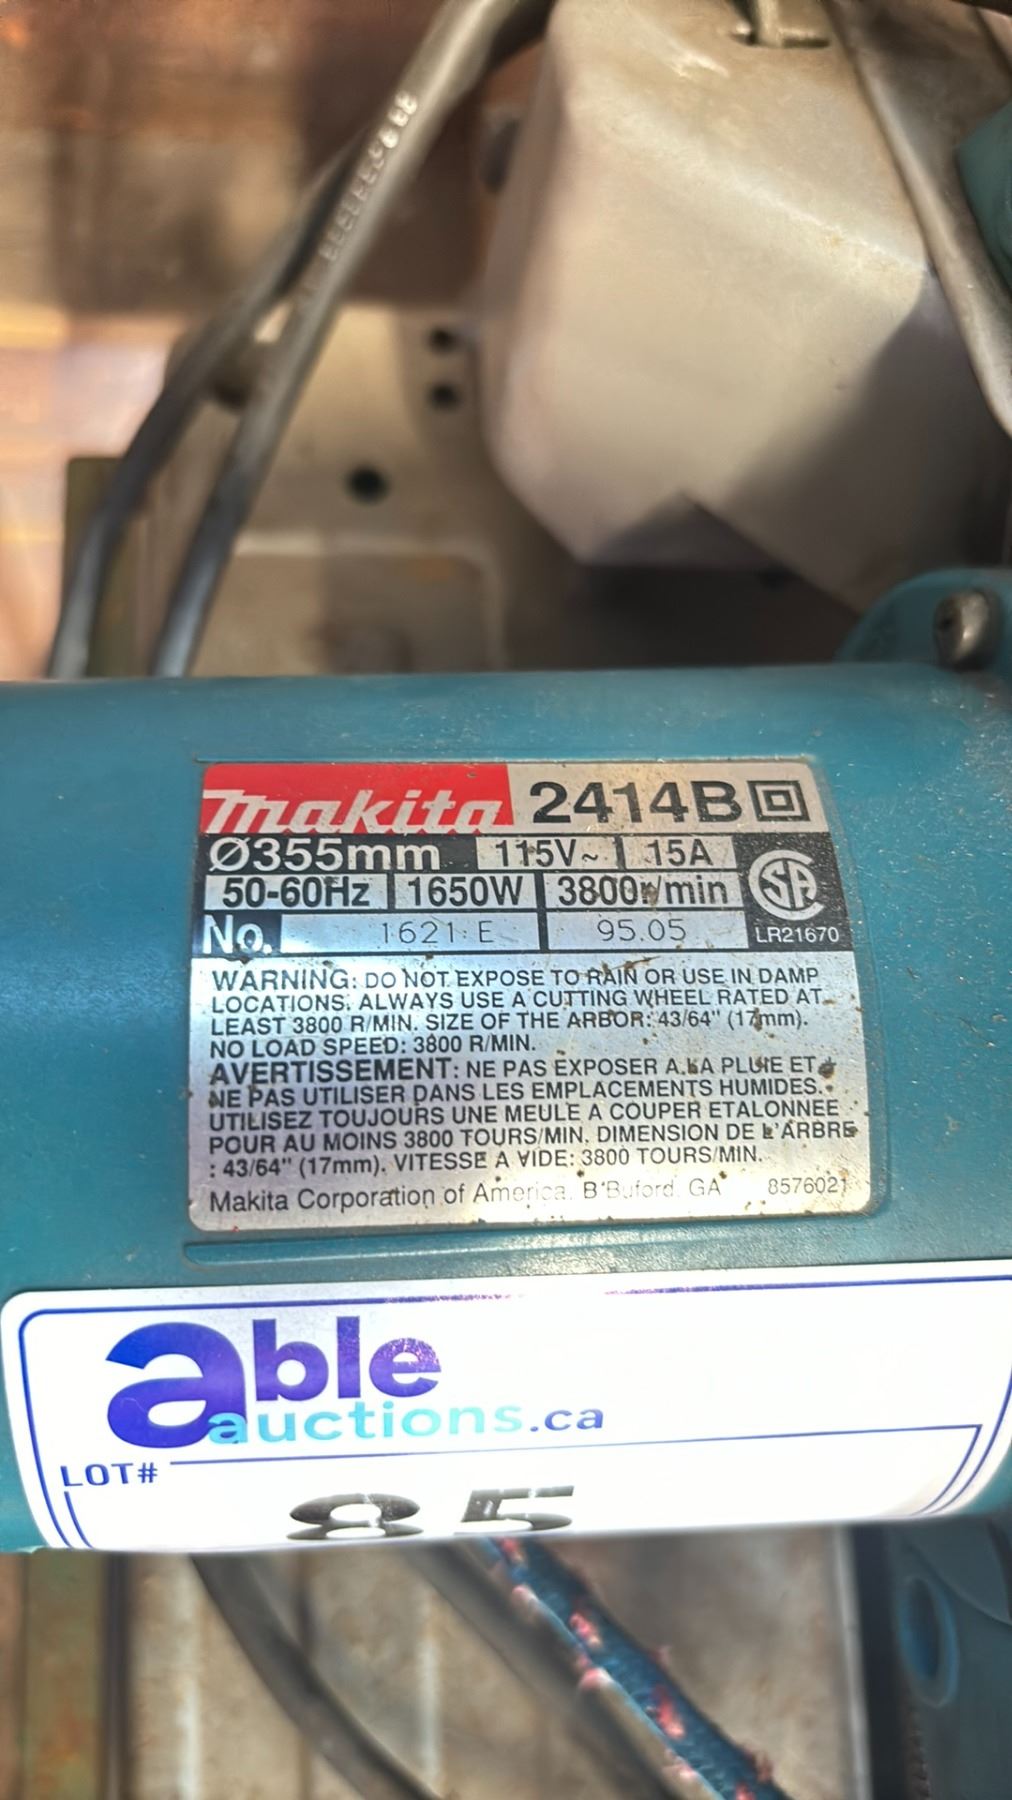 makita 2414B
Ø355mm 115V~ 15A
50-60Hz 1650W 3800r/min
No. 1621 E 95.05
LR21670
WARNING: DO NOT EXPOSE TO RAIN OR USE IN DAMP
LOCATIONS. ALWAYS USE A CUTTING WHEEL RATED AT
LEAST 3800 R/MIN. SIZE OF THE ARBOR: 43/64" (17mm).
NO LOAD SPEED: 3800 R/MIN.
AVERTISSEMENT: NE PAS EXPOSER A LA PLUIE ET
NE PAS UTILISER DANS LES EMPLACEMENTS HUMIDES.
UTILISEZ TOUJOURS UNE MEULE A COUPER ETALONNEE
POUR AU MOINS 3800 TOURS/MIN. DIMENSION DE L'ARBRE
: 43/64" (17mm). VITESSE A VIDE: 3800 TOURS/MIN.
Makita Corporation of America. B Buford GA 8576021
able
auctions.ca
LOT#
85